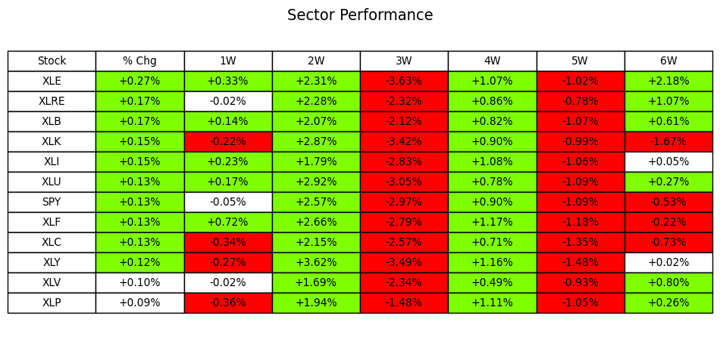 Sector Performance
Stock % Chg 1W 2W 3W 4W 5W 6W
XLE +0.27% +0.33% +2.31% -3.63% +1.07% -1.02% +2.18%
XLRE +0.17% -0.02% +2.28% -2.32% +0.86% -0.78% +1.07%
XLB +0.17% +0.14% +2.07% -2.12% +0.82% -1.07% +0.61%
XLK +0.15% -0.22% +2.87% -3.42% +0.90% -0.99% -1.67%
XLI +0.15% +0.23% +1.79% -2.83% +1.08% -1.06% +0.05%
XLU +0.13% +0.17% +2.92% -3.05% +0.78% -1.09% +0.27%
SPY +0.13% -0.05% +2.57% -2.97% +0.90% -1.09% -0.53%
XLF +0.13% +0.72% +2.66% -2.79% +1.17% -1.18% -0.22%
XLC +0.13% -0.34% +2.15% -2.57% +0.71% -1.35% -0.73%
XLY +0.12% -0.27% +3.62% -3.49% +1.16% -1.48% +0.02%
XLV +0.10% -0.02% +1.69% -2.34% +0.49% -0.93% +0.80%
XLP +0.09% -0.36% +1.94% -1.48% +1.11% -1.05% +0.26%